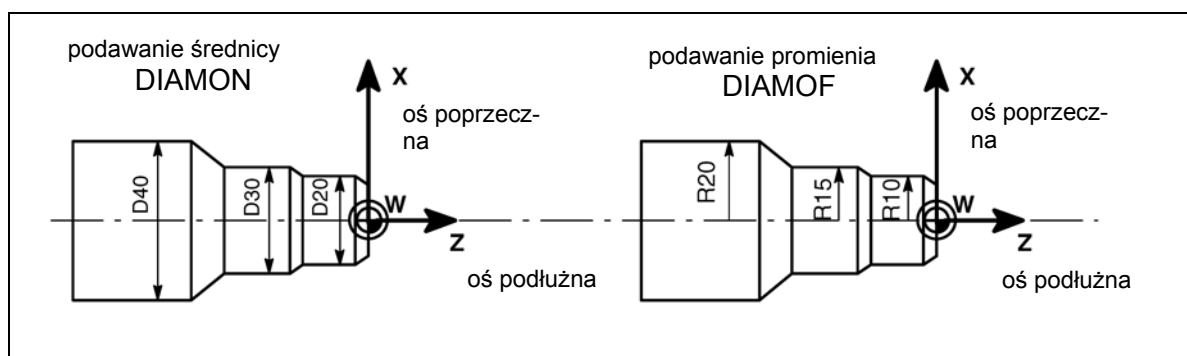 podawanie średnicy
DIAMON
X
oś poprzecz-
na
D40
D30
D20
W
Z
oś podłużna
podawanie promienia
DIAMOF
X
oś poprzecz-
na
R20
R15
R10
W
Z
oś podłużna